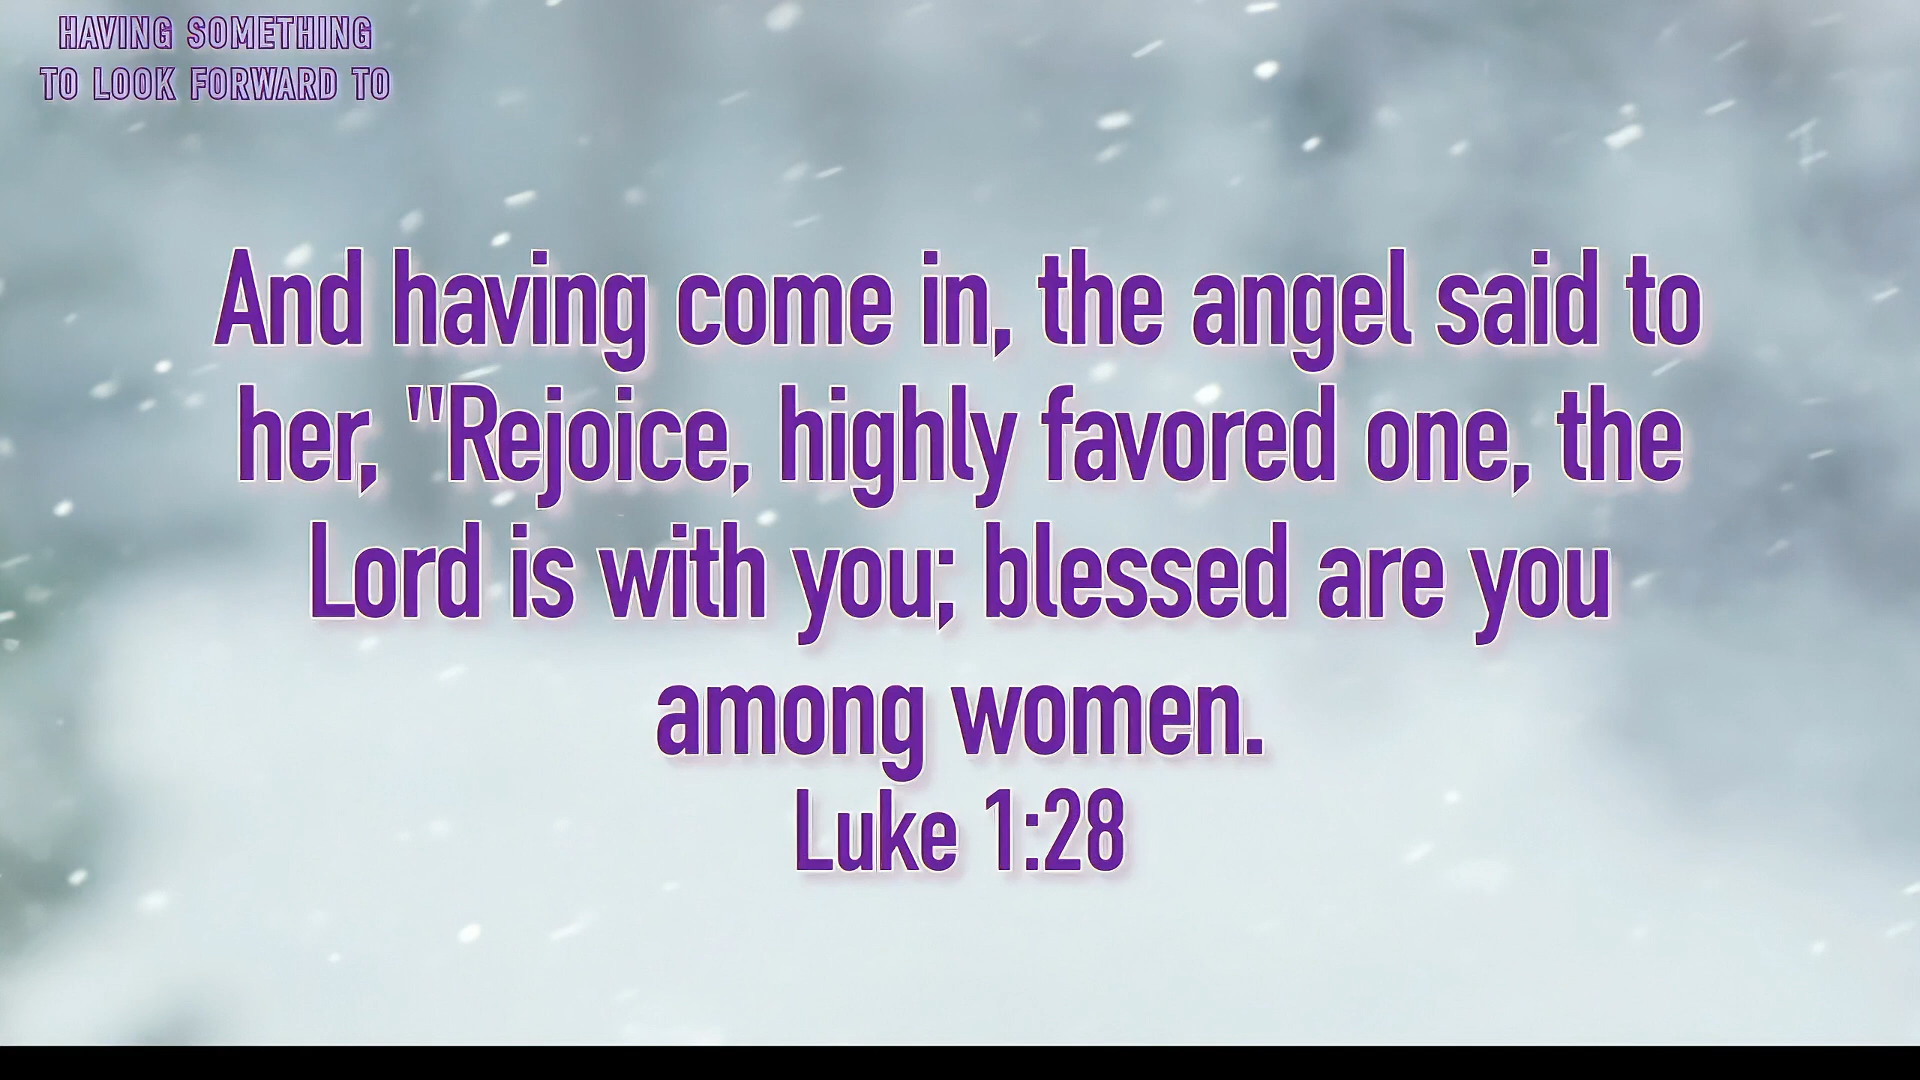 HAVING SOMETHING
TO LOOK FORWARD TO
And having come in, the angel said to
her, "Rejoice, highly favored one, the
Lord is with you; blessed are you
among women.
Luke 1:28